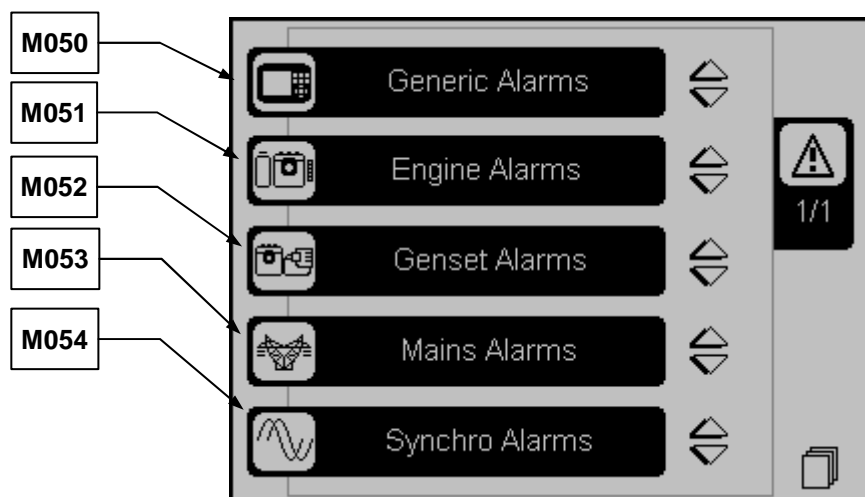 M050
Generic Alarms
M051
Engine Alarms
1/1
M052
Genset Alarms
M053
Mains Alarms
M054
Synchro Alarms